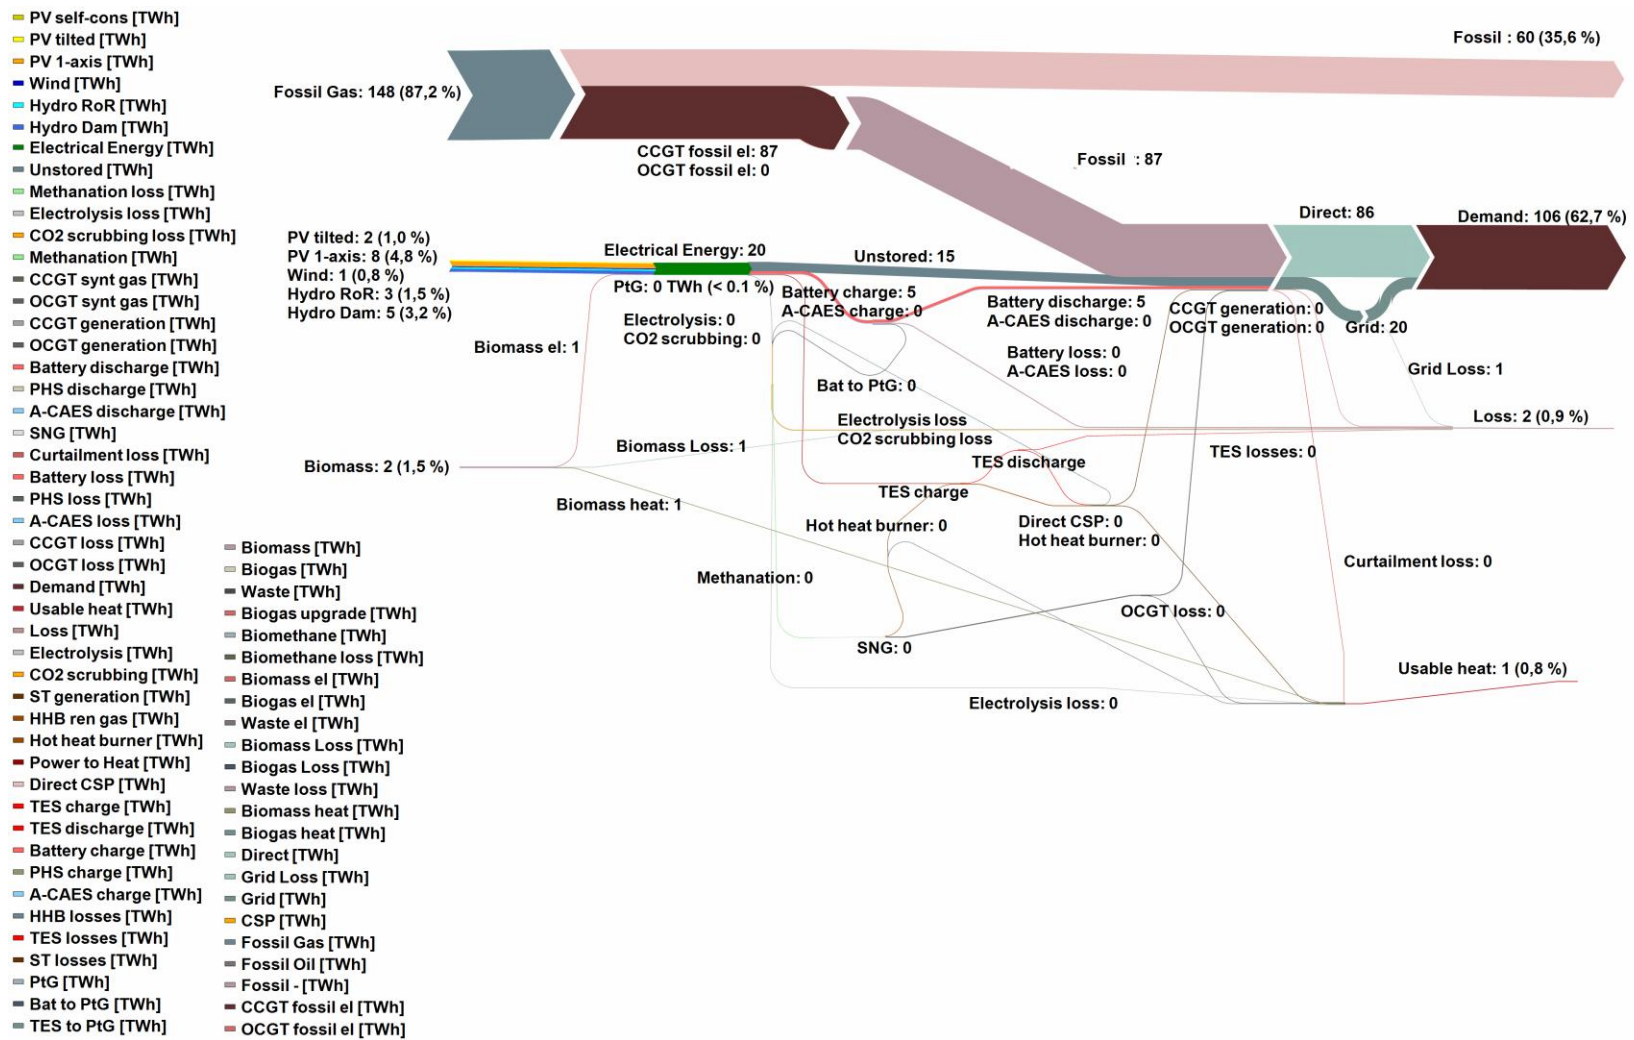 PV self-cons [TWh]
PV tilted [TWh]
PV 1-axis [TWh]
Wind [TWh]
Hydro RoR [TWh]
Hydro Dam [TWh]
Electrical Energy [TWh]
Unstored [TWh]
Methanation loss [TWh]
Electrolysis loss [TWh]
CO2 scrubbing loss [TWh]
Methanation [TWh]
CCGT synt gas [TWh]
OCGT synt gas [TWh]
CCGT generation [TWh]
OCGT generation [TWh]
Battery discharge [TWh]
PHS discharge [TWh]
A-CAES discharge [TWh]
SNG [TWh]
Curtailment loss [TWh]
Battery loss [TWh]
PHS loss [TWh]
A-CAES loss [TWh]
CCGT loss [TWh]
OCGT loss [TWh]
Demand [TWh]
Usable heat [TWh]
Loss [TWh]
Electrolysis [TWh]
CO2 scrubbing [TWh]
ST generation [TWh]
HHB ren gas [TWh]
Hot heat burner [TWh]
Power to Heat [TWh]
Direct CSP [TWh]
TES charge [TWh]
TES discharge [TWh]
Battery charge [TWh]
PHS charge [TWh]
A-CAES charge [TWh]
HHB losses [TWh]
TES losses [TWh]
ST losses [TWh]
PtG [TWh]
Bat to PtG [TWh]
TES to PtG [TWh]
Biomass [TWh]
Biogas [TWh]
Waste [TWh]
Biogas upgrade [TWh]
Biomethane [TWh]
Biomethane loss [TWh]
Biomass el [TWh]
Biogas el [TWh]
Waste el [TWh]
Biomass Loss [TWh]
Biogas Loss [TWh]
Waste loss [TWh]
Biomass heat [TWh]
Biogas heat [TWh]
Direct [TWh]
Grid Loss [TWh]
Grid [TWh]
CSP [TWh]
Fossil Gas [TWh]
Fossil Oil [TWh]
Fossil - [TWh]
CCGT fossil el [TWh]
OCGT fossil el [TWh]
Fossil : 60 (35,6 %)
Fossil Gas: 148 (87,2 %)
CCGT fossil el: 87
OCGT fossil el: 0
Fossil : 87
Direct: 86
Demand: 106 (62,7 %)
PV tilted: 2 (1,0 %)
PV 1-axis: 8 (4,8 %)
Wind: 1 (0,8 %)
Hydro RoR: 3 (1,5 %)
Hydro Dam: 5 (3,2 %)
Electrical Energy: 20
Unstored: 15
PtG: 0 TWh (< 0.1 %)
Battery charge: 5
A-CAES charge: 0
Battery discharge: 5
A-CAES discharge: 0
CCGT generation: 0
OCGT generation: 0
Grid: 20
Electrolysis: 0
CO2 scrubbing: 0
Biomass el: 1
Battery loss: 0
A-CAES loss: 0
Grid Loss: 1
Bat to PtG: 0
Electrolysis loss
CO2 scrubbing loss
Loss: 2 (0,9 %)
Biomass Loss: 1
TES losses: 0
Biomass: 2 (1,5 %)
TES discharge
TES charge
Biomass heat: 1
Hot heat burner: 0
Direct CSP: 0
Hot heat burner: 0
Curtailment loss: 0
Methanation: 0
OCGT loss: 0
SNG: 0
Usable heat: 1 (0,8 %)
Electrolysis loss: 0